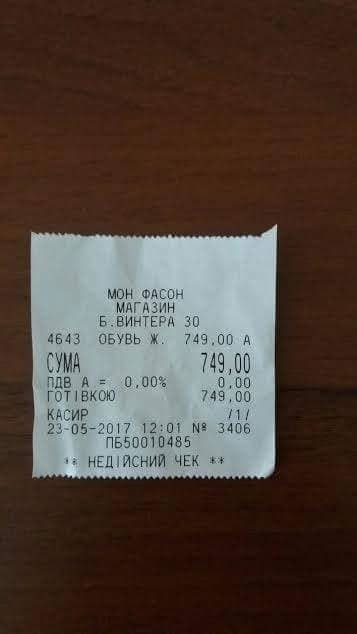 МОН ФАСОН
МАГАЗИН
Б.ВИНТЕРА 30
4643 ОБУВЬ Ж. 749,00 А
СУМА 749,00
ПДВ А = 0,00% 0,00
ГОТІВКОЮ 749,00
КАСИР /1/
23-05-2017 12:01 № 3406
ПБ50010485
** НЕДІЙСНИЙ ЧЕК **